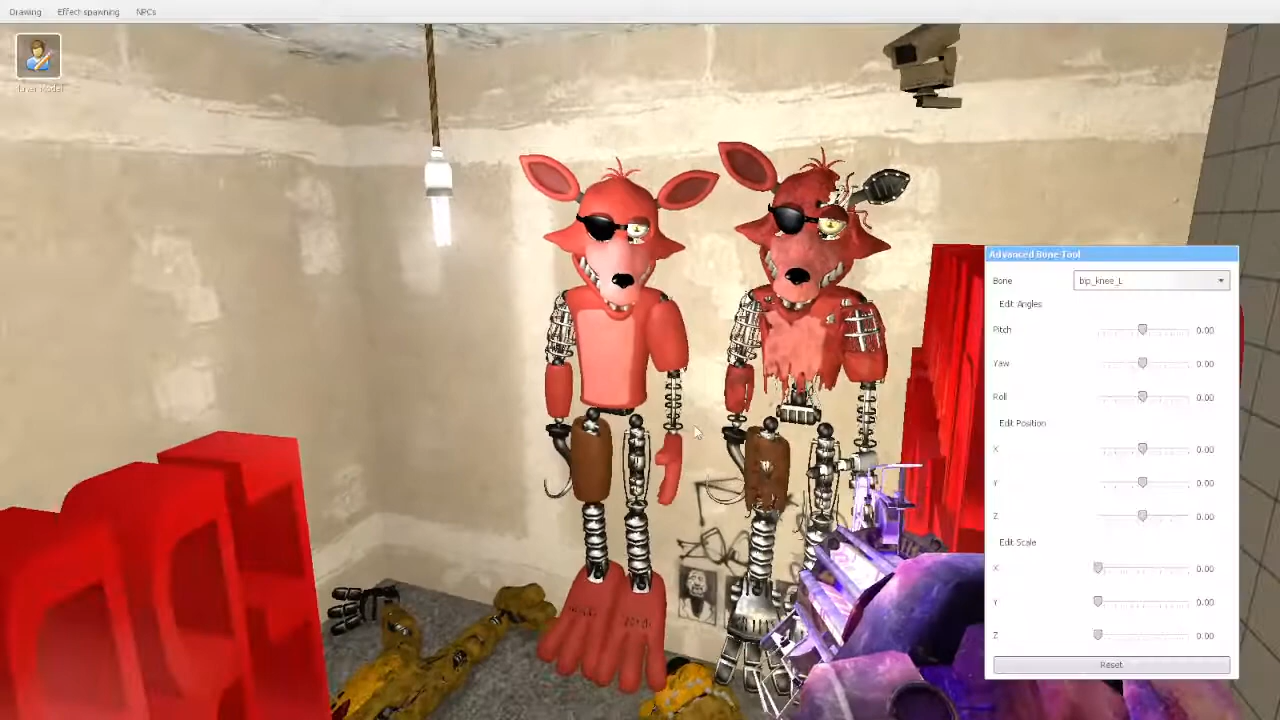 Drawing Effect spawning NPCs
Advanced Bone Tool
Bone bip_knee_L
Edit Angles
Pitch 0.00
Yaw 0.00
Roll 0.00
Edit Position
X 0.00
Y 0.00
Z 0.00
Edit Scale
X 0.00
Y 0.00
Z 0.00
Reset